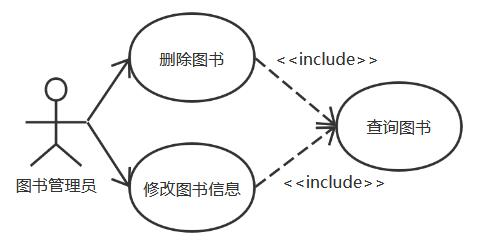 删除图书
<<include>>
查询图书
图书管理员
修改图书信息
<<include>>